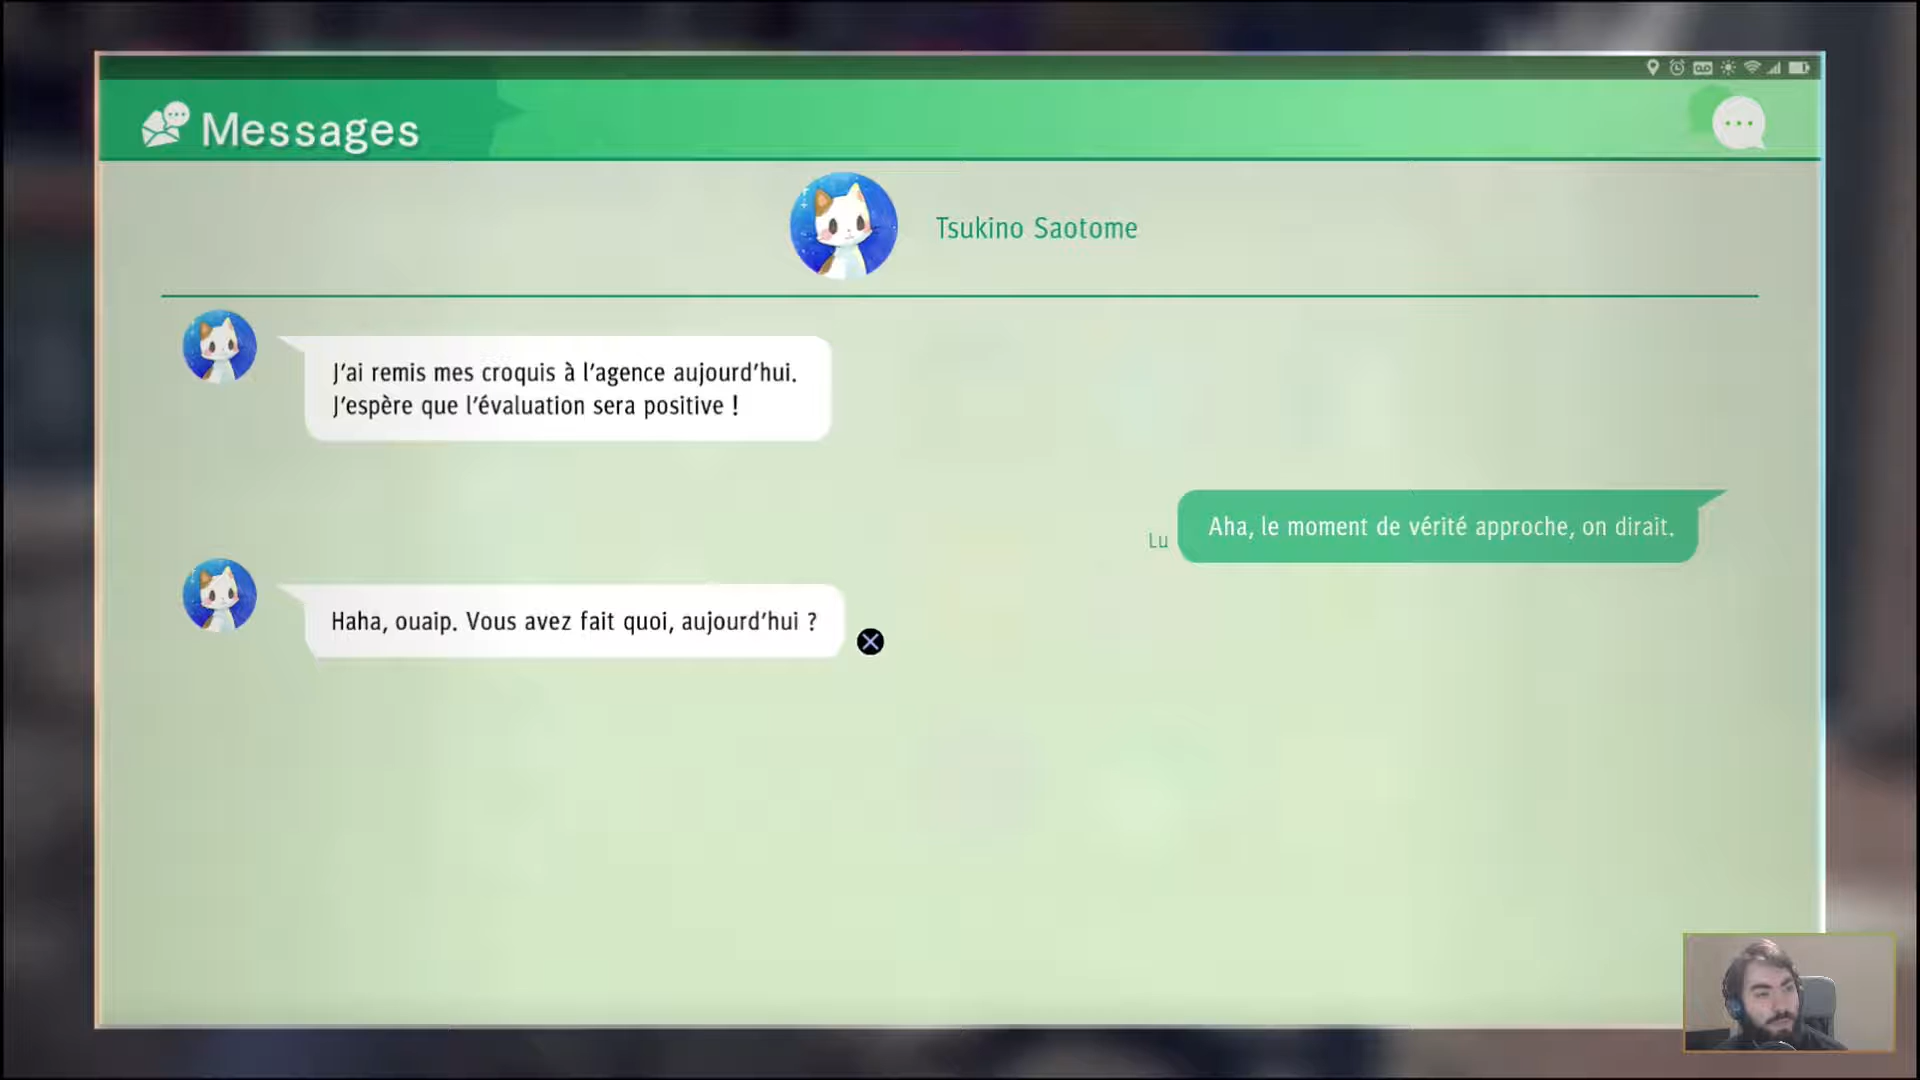 Messages
Tsukino Saotome
J'ai remis mes croquis à l'agence aujourd'hui.
J'espère que l'évaluation sera positive !
Lu
Aha, le moment de vérité approche, on dirait.
Haha, ouaip. Vous avez fait quoi, aujourd'hui ?